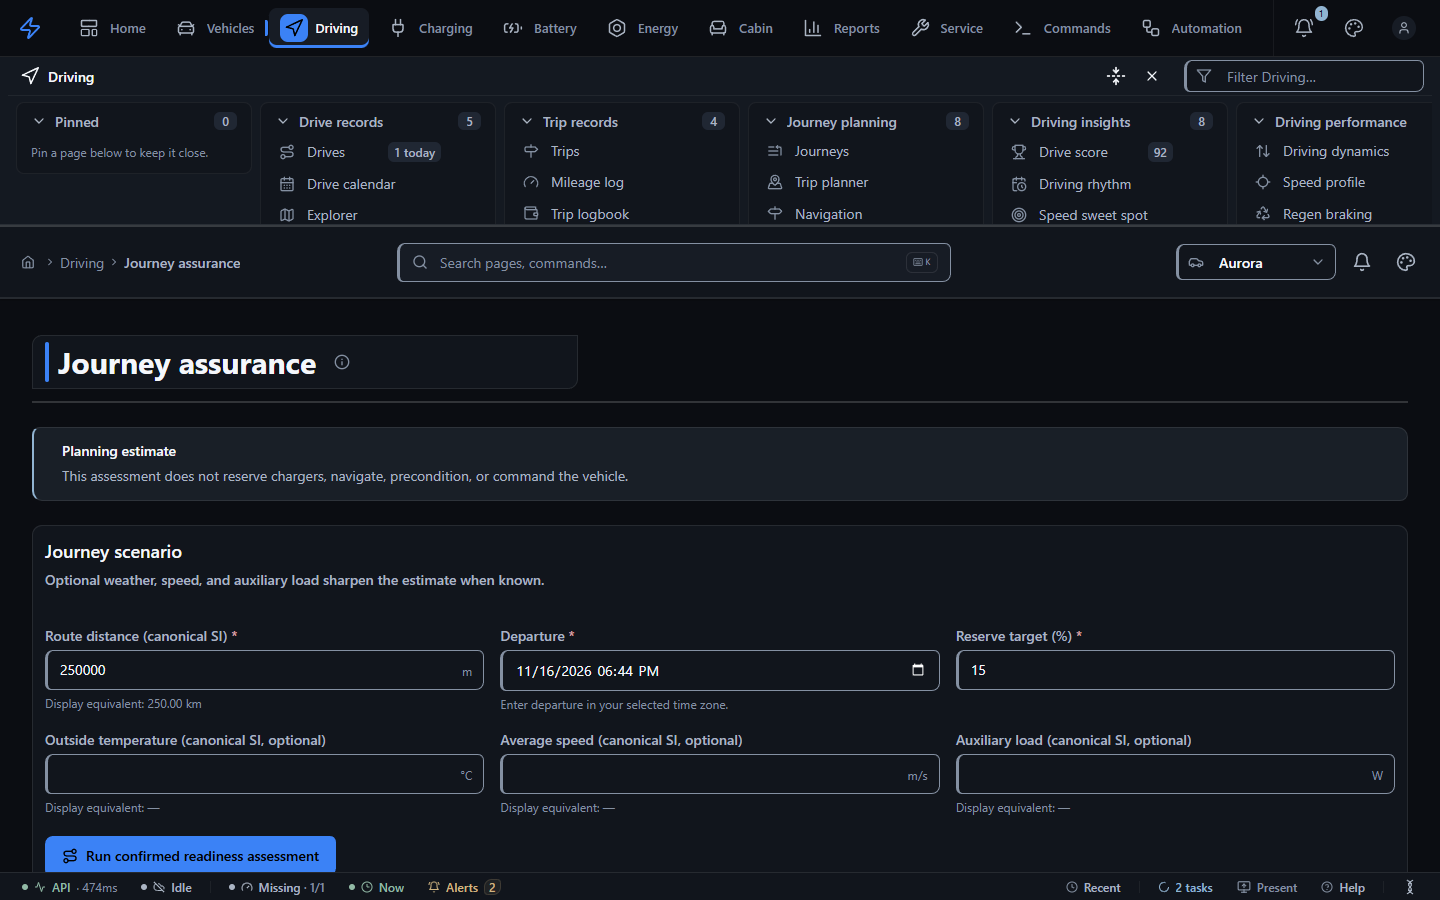 Home
Vehicles
Driving
Charging
Battery
Energy
Cabin
Reports
Service
Commands
Automation
1
Driving
Filter Driving...
Pinned 0
Pin a page below to keep it close.
Drive records 5
Drives 1 today
Drive calendar
Explorer
Trip records 4
Trips
Mileage log
Trip logbook
Journey planning 8
Journeys
Trip planner
Navigation
Driving insights 8
Drive score 92
Driving rhythm
Speed sweet spot
Driving performance
Driving dynamics
Speed profile
Regen braking
Driving
Journey assurance
Search pages, commands...
K
Aurora
Journey assurance
Planning estimate
This assessment does not reserve chargers, navigate, precondition, or command the vehicle.
Journey scenario
Optional weather, speed, and auxiliary load sharpen the estimate when known.
Route distance (canonical SI) *
250000 m
Display equivalent: 250.00 km
Departure *
11/16/2026 06:44 PM
Enter departure in your selected time zone.
Reserve target (%) *
15
Outside temperature (canonical SI, optional)
°C
Display equivalent: —
Average speed (canonical SI, optional)
m/s
Display equivalent: —
Auxiliary load (canonical SI, optional)
W
Display equivalent: —
Run confirmed readiness assessment
API · 474ms
Idle
Missing · 1/1
Now
Alerts 2
Recent
2 tasks
Present
Help